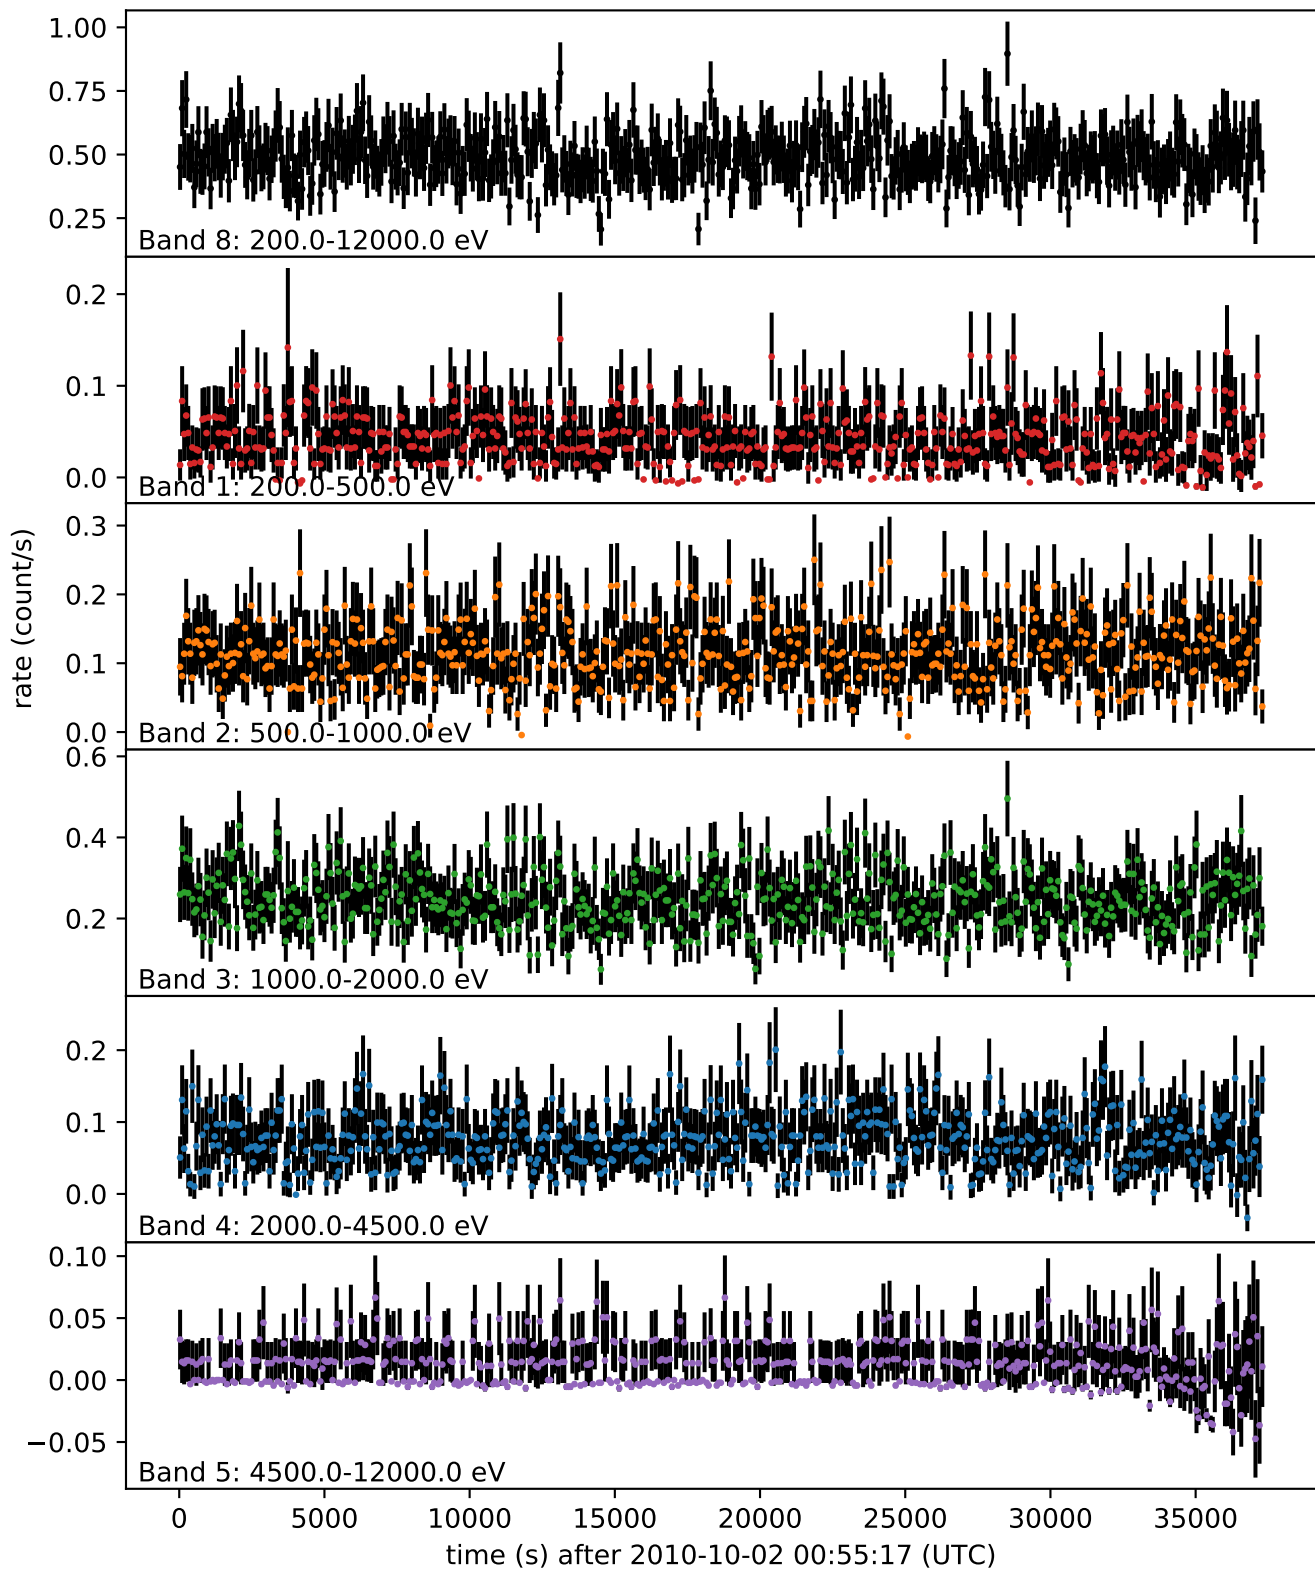 1.00
0.75
0.50
0.25
Band 8: 200.0-12000.0 eV
0.2
0.1
0.0
Band 1: 200.0-500.0 eV
rate (count/s)
0.3
0.2
0.1
0.0
Band 2: 500.0-1000.0 eV
0.6
0.4
0.2
Band 3: 1000.0-2000.0 eV
0.2
0.1
0.0
Band 4: 2000.0-4500.0 eV
0.10
0.05
0.00
−0.05
Band 5: 4500.0-12000.0 eV
0 5000 10000 15000 20000 25000 30000 35000
time (s) after 2010-10-02 00:55:17 (UTC)